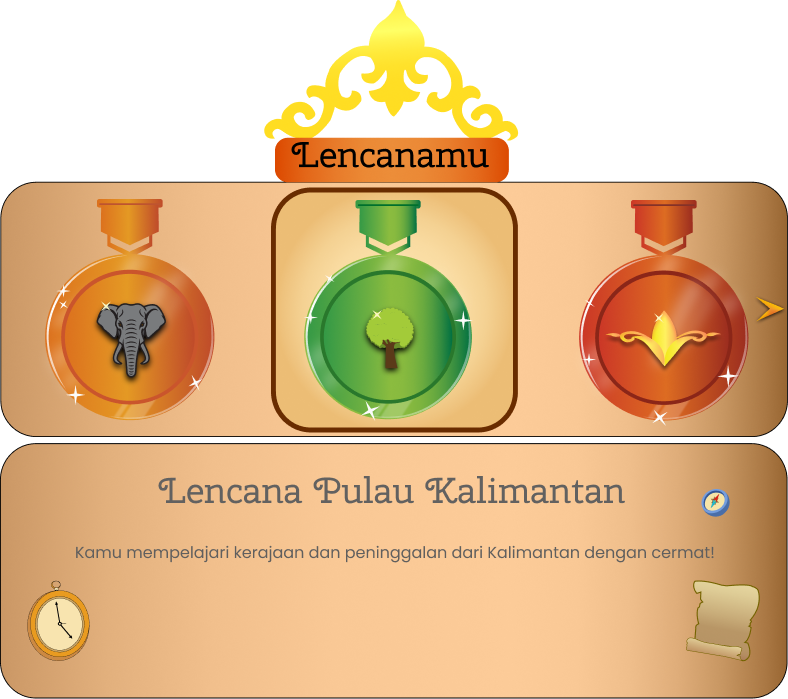 Lencanamu
Lencana Pulau Kalimantan
Kamu mempelajari kerajaan dan peninggalan dari Kalimantan dengan cermat!